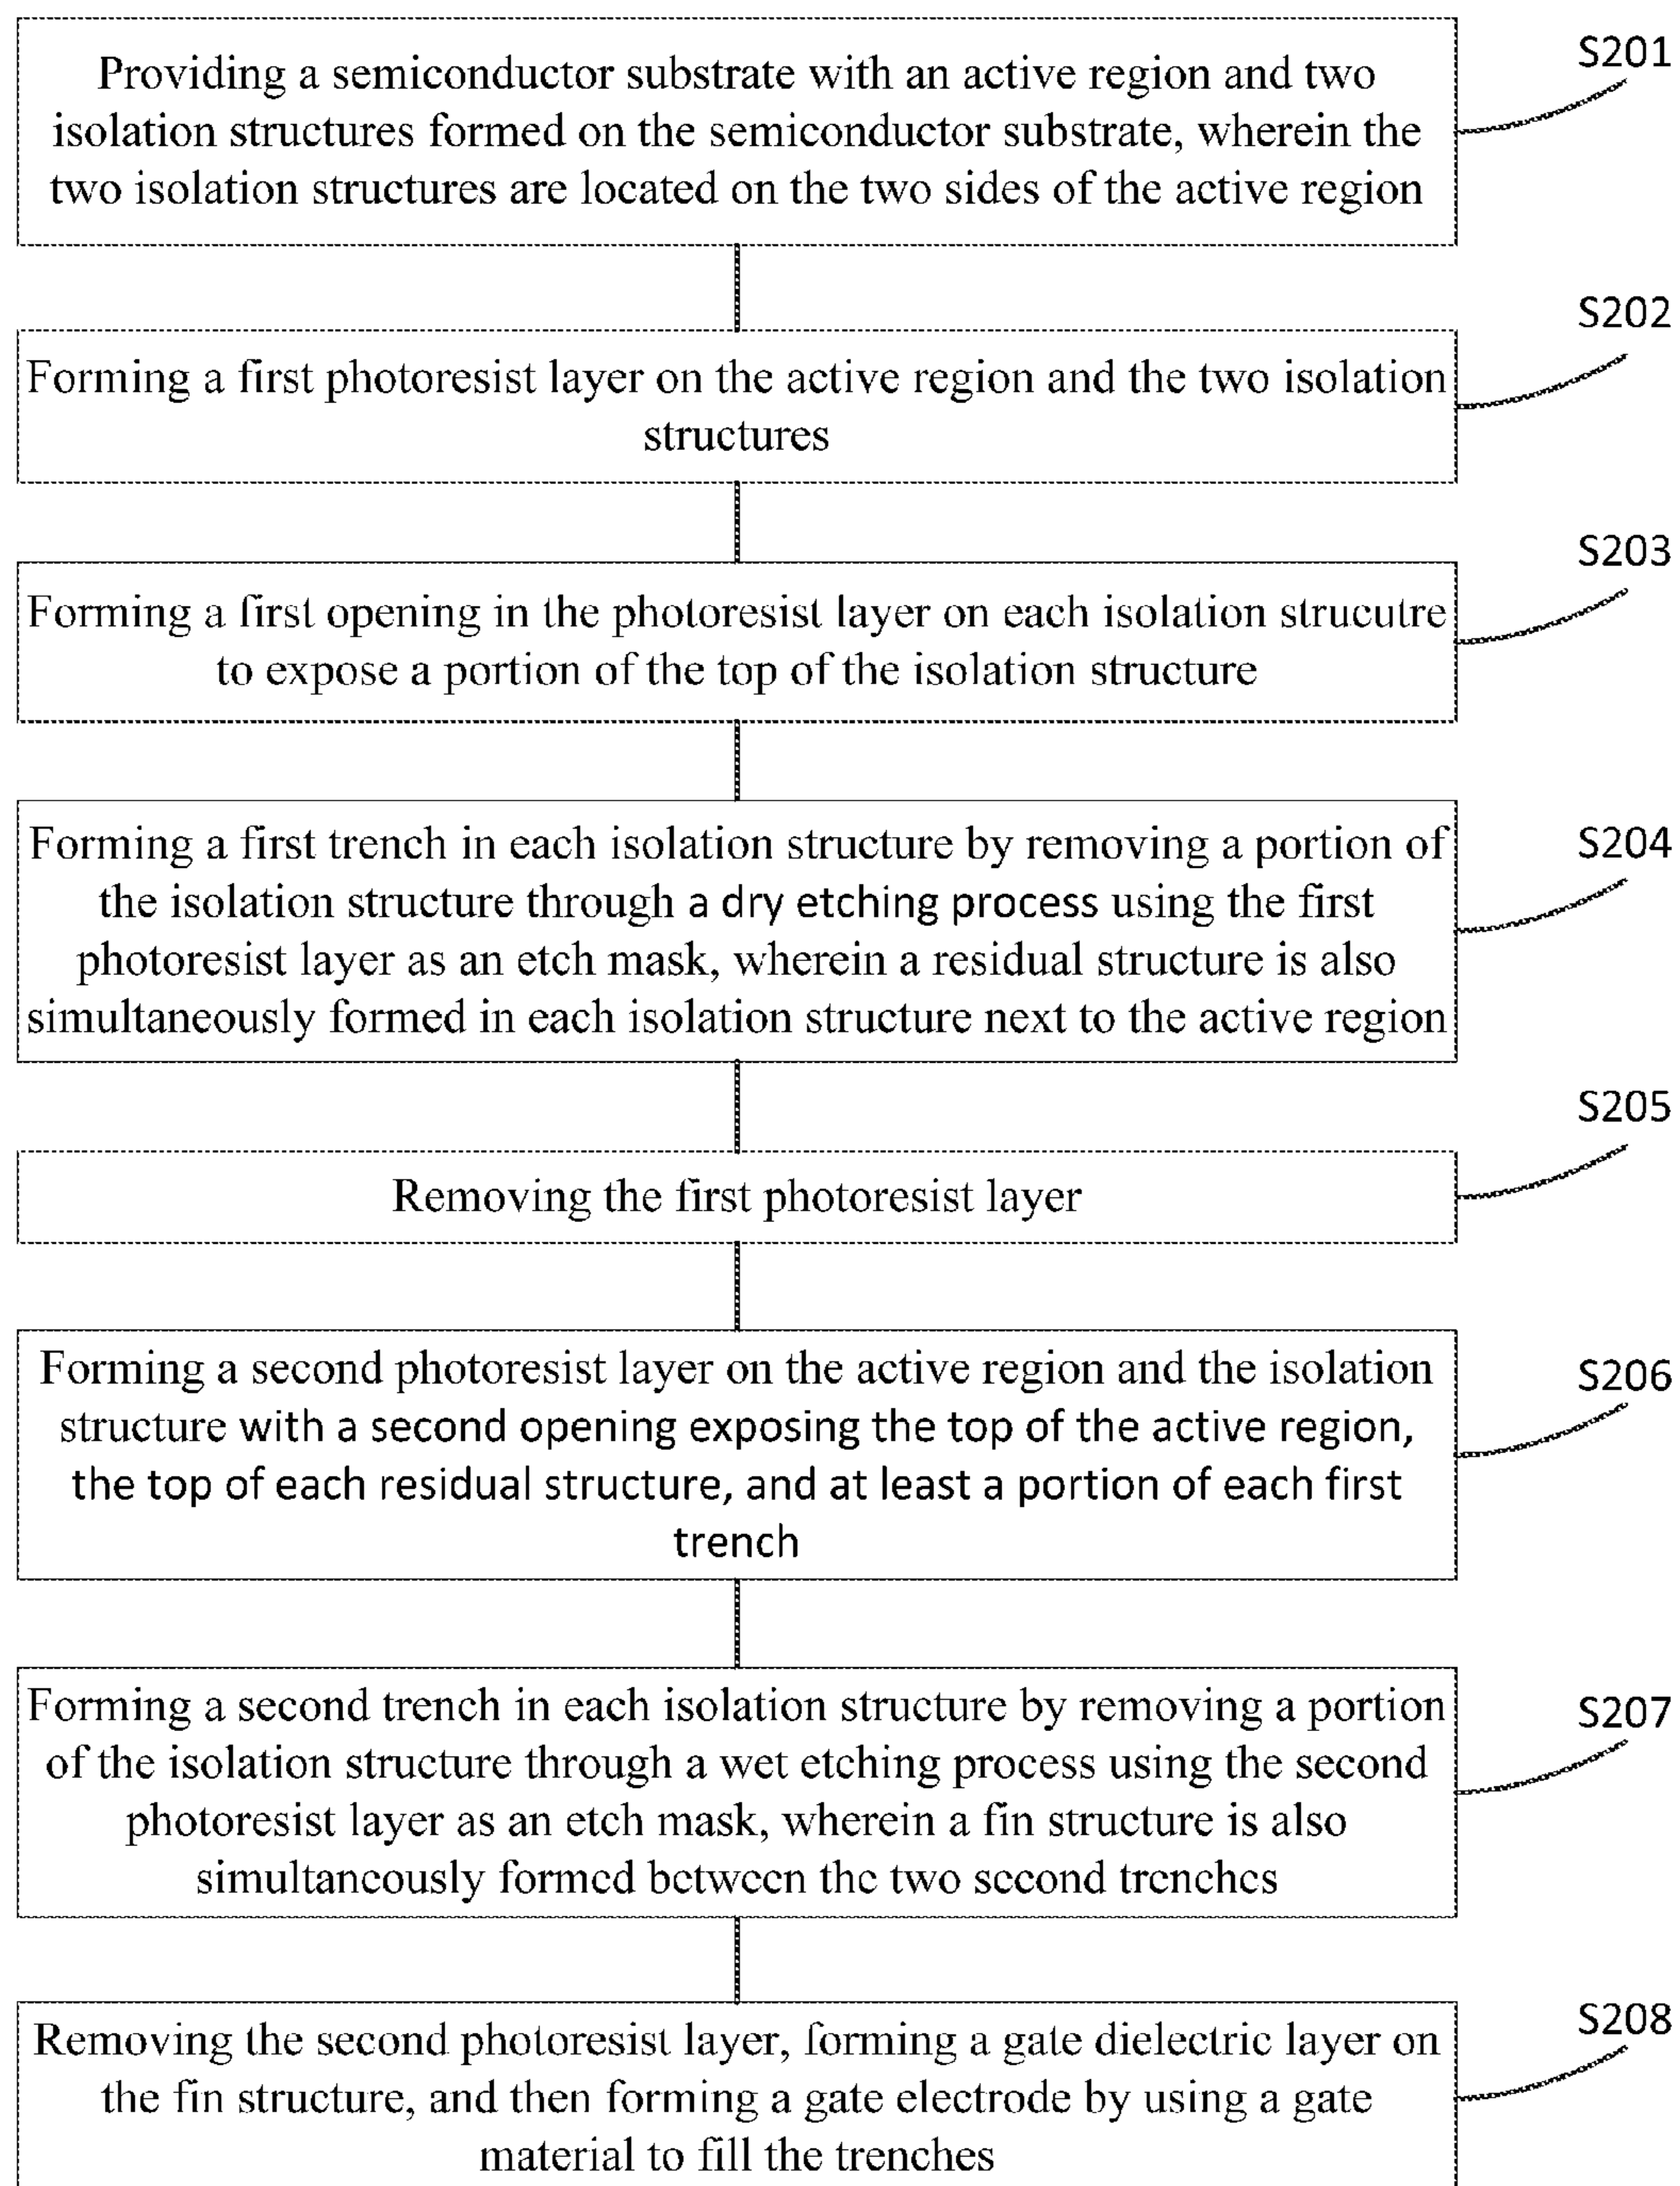 S201
Providing a semiconductor substrate with an active region and two
isolation structures formed on the semiconductor substrate, wherein the
two isolation structures are located on the two sides of the active region
S202
Forming a first photoresist layer on the active region and the two isolation
structures
S203
Forming a first opening in the photoresist layer on each isolation strucutre
to expose a portion of the top of the isolation structure
S204
Forming a first trench in each isolation structure by removing a portion of
the isolation structure through a dry etching process using the first
photoresist layer as an etch mask, wherein a residual structure is also
simultaneously formed in each isolation structure next to the active region
S205
Removing the first photoresist layer
S206
Forming a second photoresist layer on the active region and the isolation
structure with a second opening exposing the top of the active region,
the top of each residual structure, and at least a portion of each first
trench
S207
Forming a second trench in each isolation structure by removing a portion
of the isolation structure through a wet etching process using the second
photoresist layer as an etch mask, wherein a fin structure is also
simultaneously formed between the two second trenches
S208
Removing the second photoresist layer, forming a gate dielectric layer on
the fin structure, and then forming a gate electrode by using a gate
material to fill the trenches